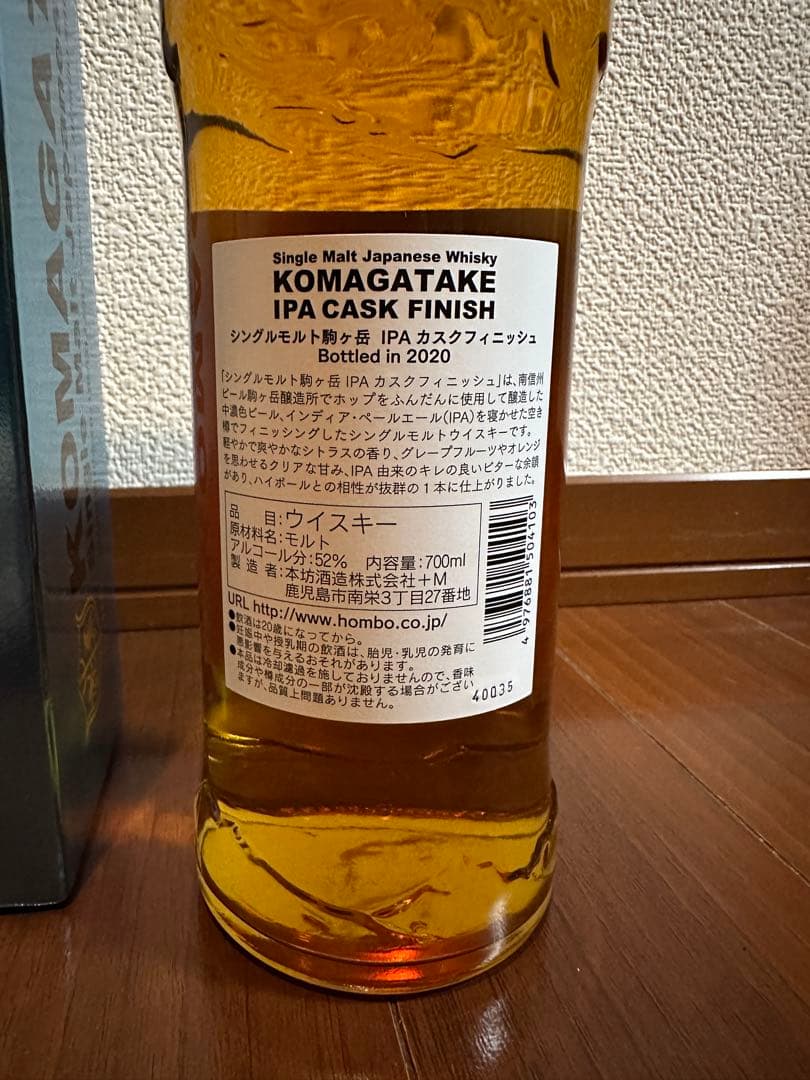 KOMAGA
Single Malt Japanese Whisky
KOMAGATAKE
IPA CASK FINISH
シングルモルト駒ヶ岳 IPA カスクフィニッシュ
Bottled in 2020
「シングルモルト駒ヶ岳 IPA カスクフィニッシュ」は、南信州
ビール駒ヶ岳醸造所でホップをふんだんに使用して醸造した
中濃色ビール、インディア・ペールエール(IPA)を寝かせた空き
樽でフィニッシングしたシングルモルトウイスキーです。
軽やかで爽やかなシトラスの香り、グレープフルーツやオレンジ
を思わせるクリアな甘み、IPA 由来のキレの良いビターな余韻
があり、ハイボールとの相性が抜群の1本に仕上がりました。
品 目:ウイスキー
原材料名:モルト
アルコール分:52% 内容量:700ml
製造者:本坊酒造株式会社+M
鹿児島市南栄3丁目27番地
4 976881 504103
URL http://www.hombo.co.jp/
●飲酒は20歳になってから。
●妊娠中や授乳期の飲酒は、胎児・乳児の発育に
悪影響を与えるおそれがあります。
●本品は冷却濾過を施しておりませんので、香味
成分や樽成分の一部が沈殿する場合がござい
ますが、品質上問題ありません。
40035